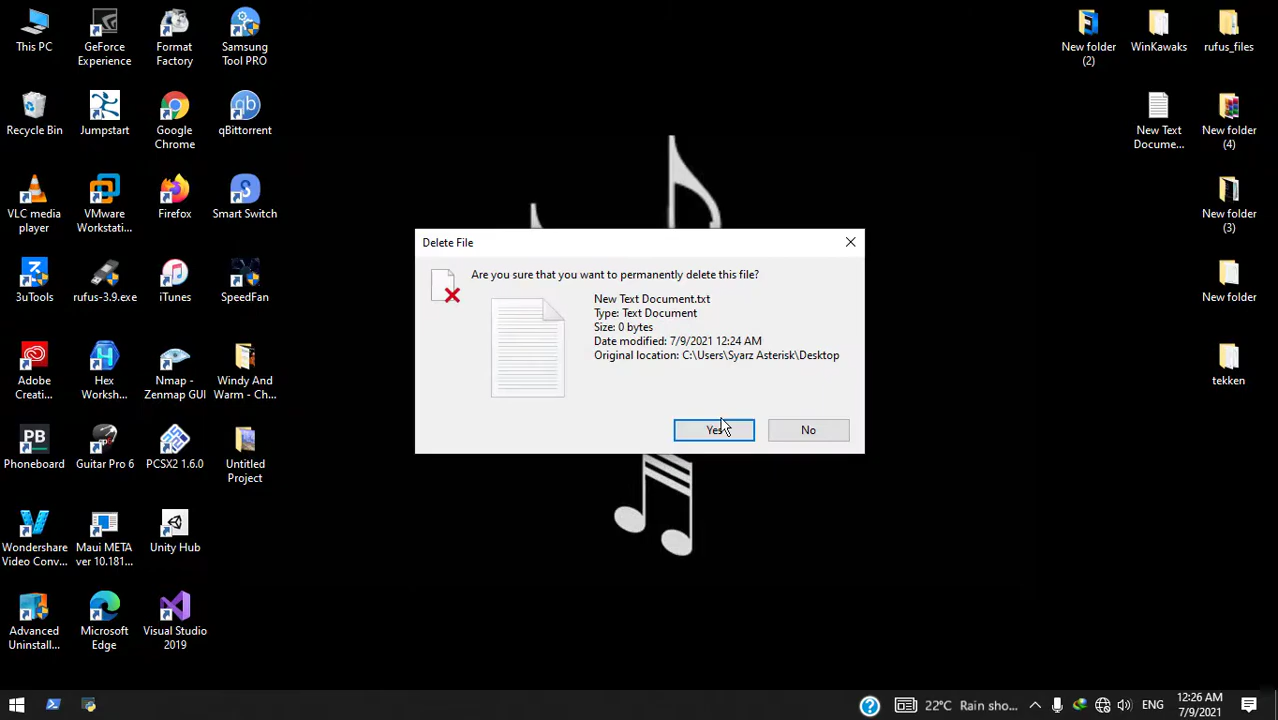 This PC
GeForce
Experience
Format
Factory
Samsung
Tool PRO
New folder
(2)
WinKawaks
rufus_files
Recycle Bin
Jumpstart
Google
Chrome
qBittorrent
New Text
Docume...
New folder
(4)
VLC media
player
VMware
Workstati...
Firefox
Smart Switch
New folder
(3)
3uTools
rufus-3.9.exe
iTunes
SpeedFan
New folder
Adobe
Creati...
Hex
Worksh...
Nmap -
Zenmap GUI
Windy And
Warm - Ch...
tekken
PB
Phoneboard
Guitar Pro 6
PCSX2 1.6.0
Untitled
Project
Wondershare
Video Conv...
Maui META
ver 10.181...
Unity Hub
Advanced
Uninstall...
Microsoft
Edge
Visual Studio
2019
Delete File
Are you sure that you want to permanently delete this file?
New Text Document.txt
Type: Text Document
Size: 0 bytes
Date modified: 7/9/2021 12:24 AM
Original location: C:\Users\Syarz Asterisk\Desktop
Yes
No
22°C Rain sho...
ENG
12:26 AM
7/9/2021